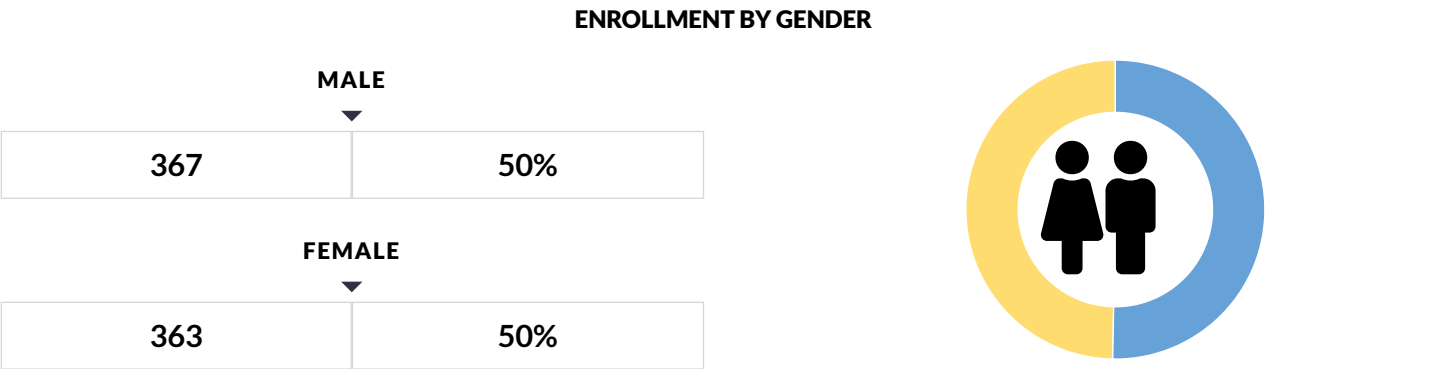 ENROLLMENT BY GENDER
MALE
367 50%
FEMALE
363 50%